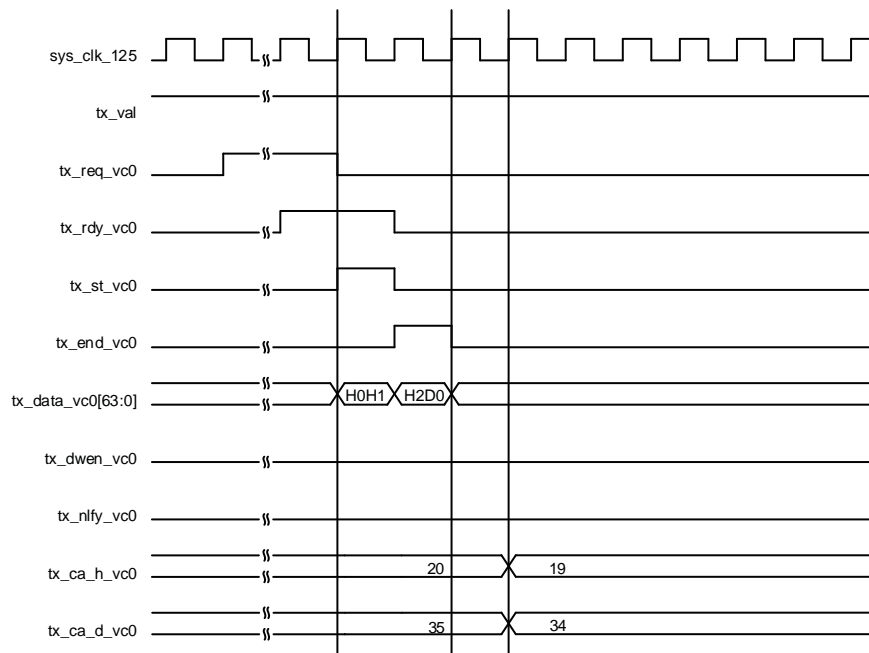 sys_clk_125
tx_val
tx_req_vc0
tx_rdy_vc0
tx_st_vc0
tx_end_vc0
tx_data_vc0[63:0] H0H1 H2D0
tx_dwen_vc0
tx_nlfy_vc0
tx_ca_h_vc0 20 19
tx_ca_d_vc0 35 34